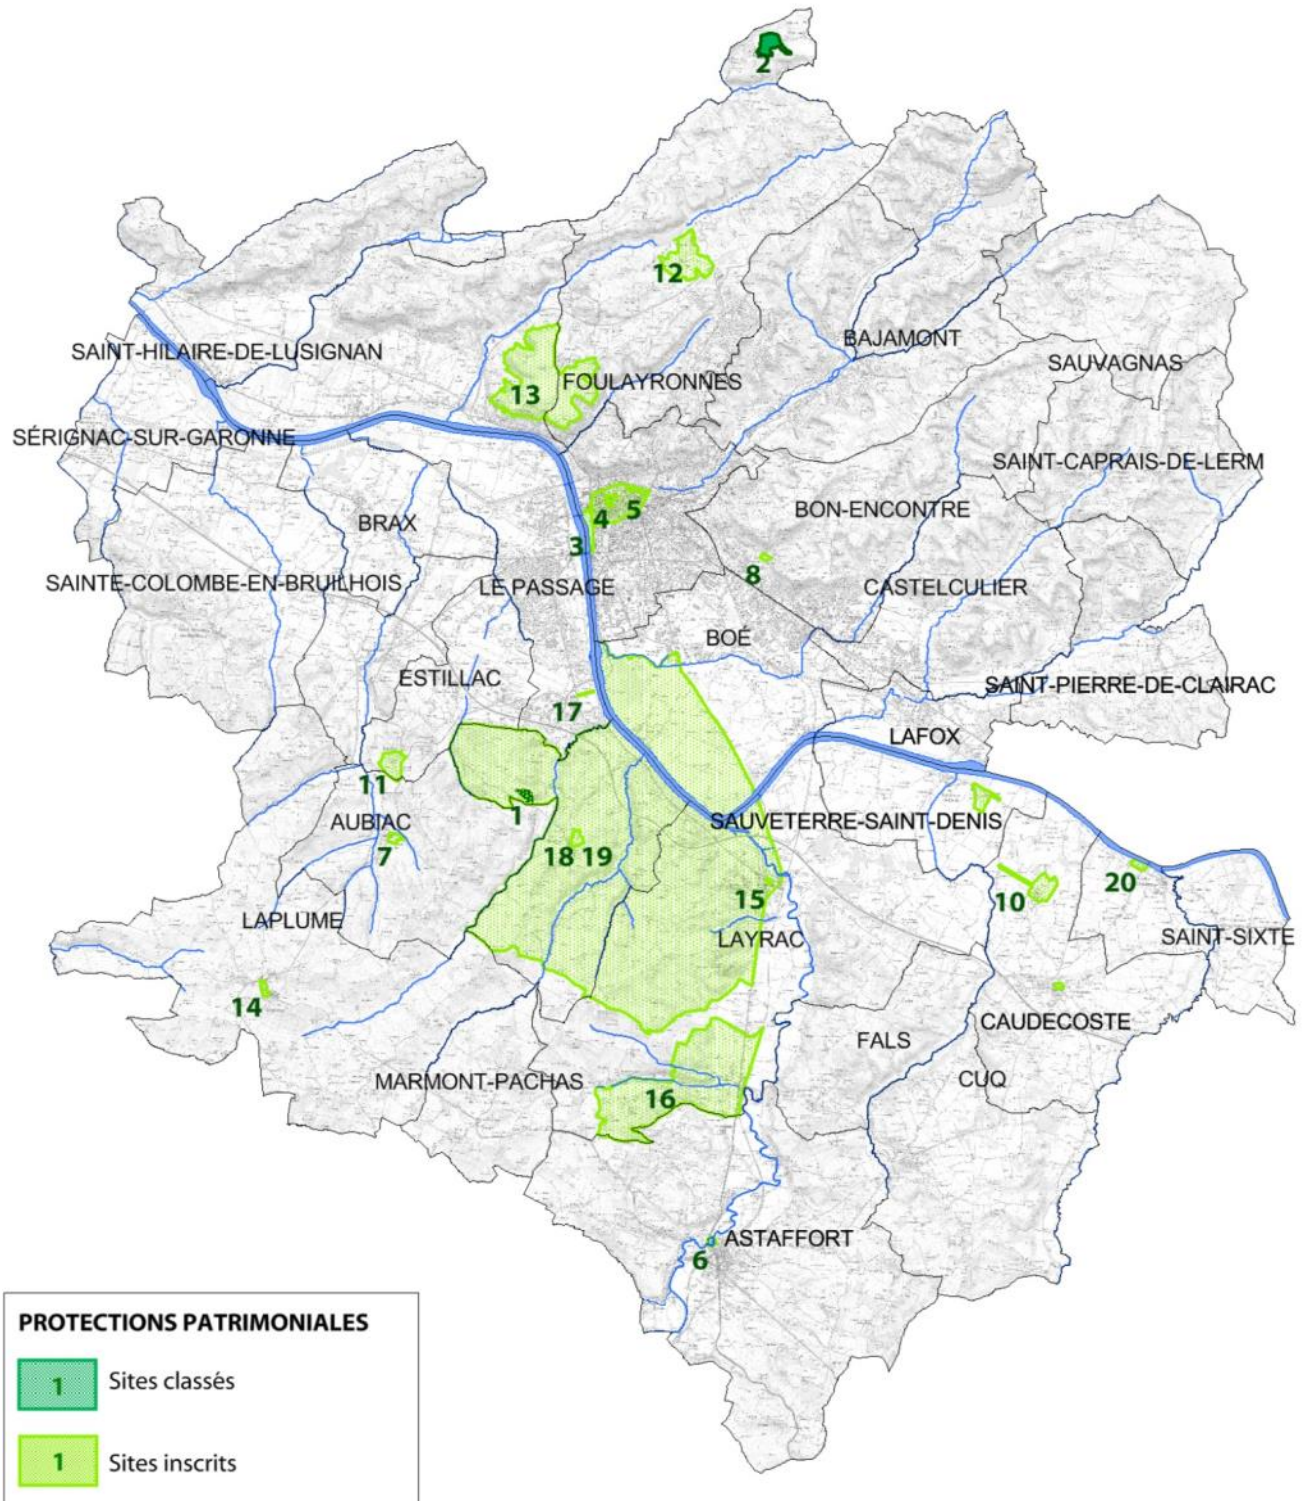 2
12
BAJAMONT
SAINT-HILAIRE-DE-LUSIGNAN
SAUVAGNAS
FOULAYRONNES
13
SÉRIGNAC-SUR-GARONNE
SAINT-CAPRAIS-DE-LERM
BON-ENCONTRE
4 5
BRAX
3
8
SAINTE-COLOMBE-EN-BRUILHOIS
LE PASSAGE
CASTELCULIER
BOÉ
ESTILLAC
SAINT-PIERRE-DE-CLAIRAC
17
LAFOX
11
1
AUBIAC
SAUVETERRE-SAINT-DENIS
7
18 19
20
15
10
LAPLUME
LAYRAC
SAINT-SIXTE
14
CAUDECOSTE
FALS
MARMONT-PACHAS
CUQ
16
ASTAFFORT
6
PROTECTIONS PATRIMONIALES
1 Sites classés
1 Sites inscrits